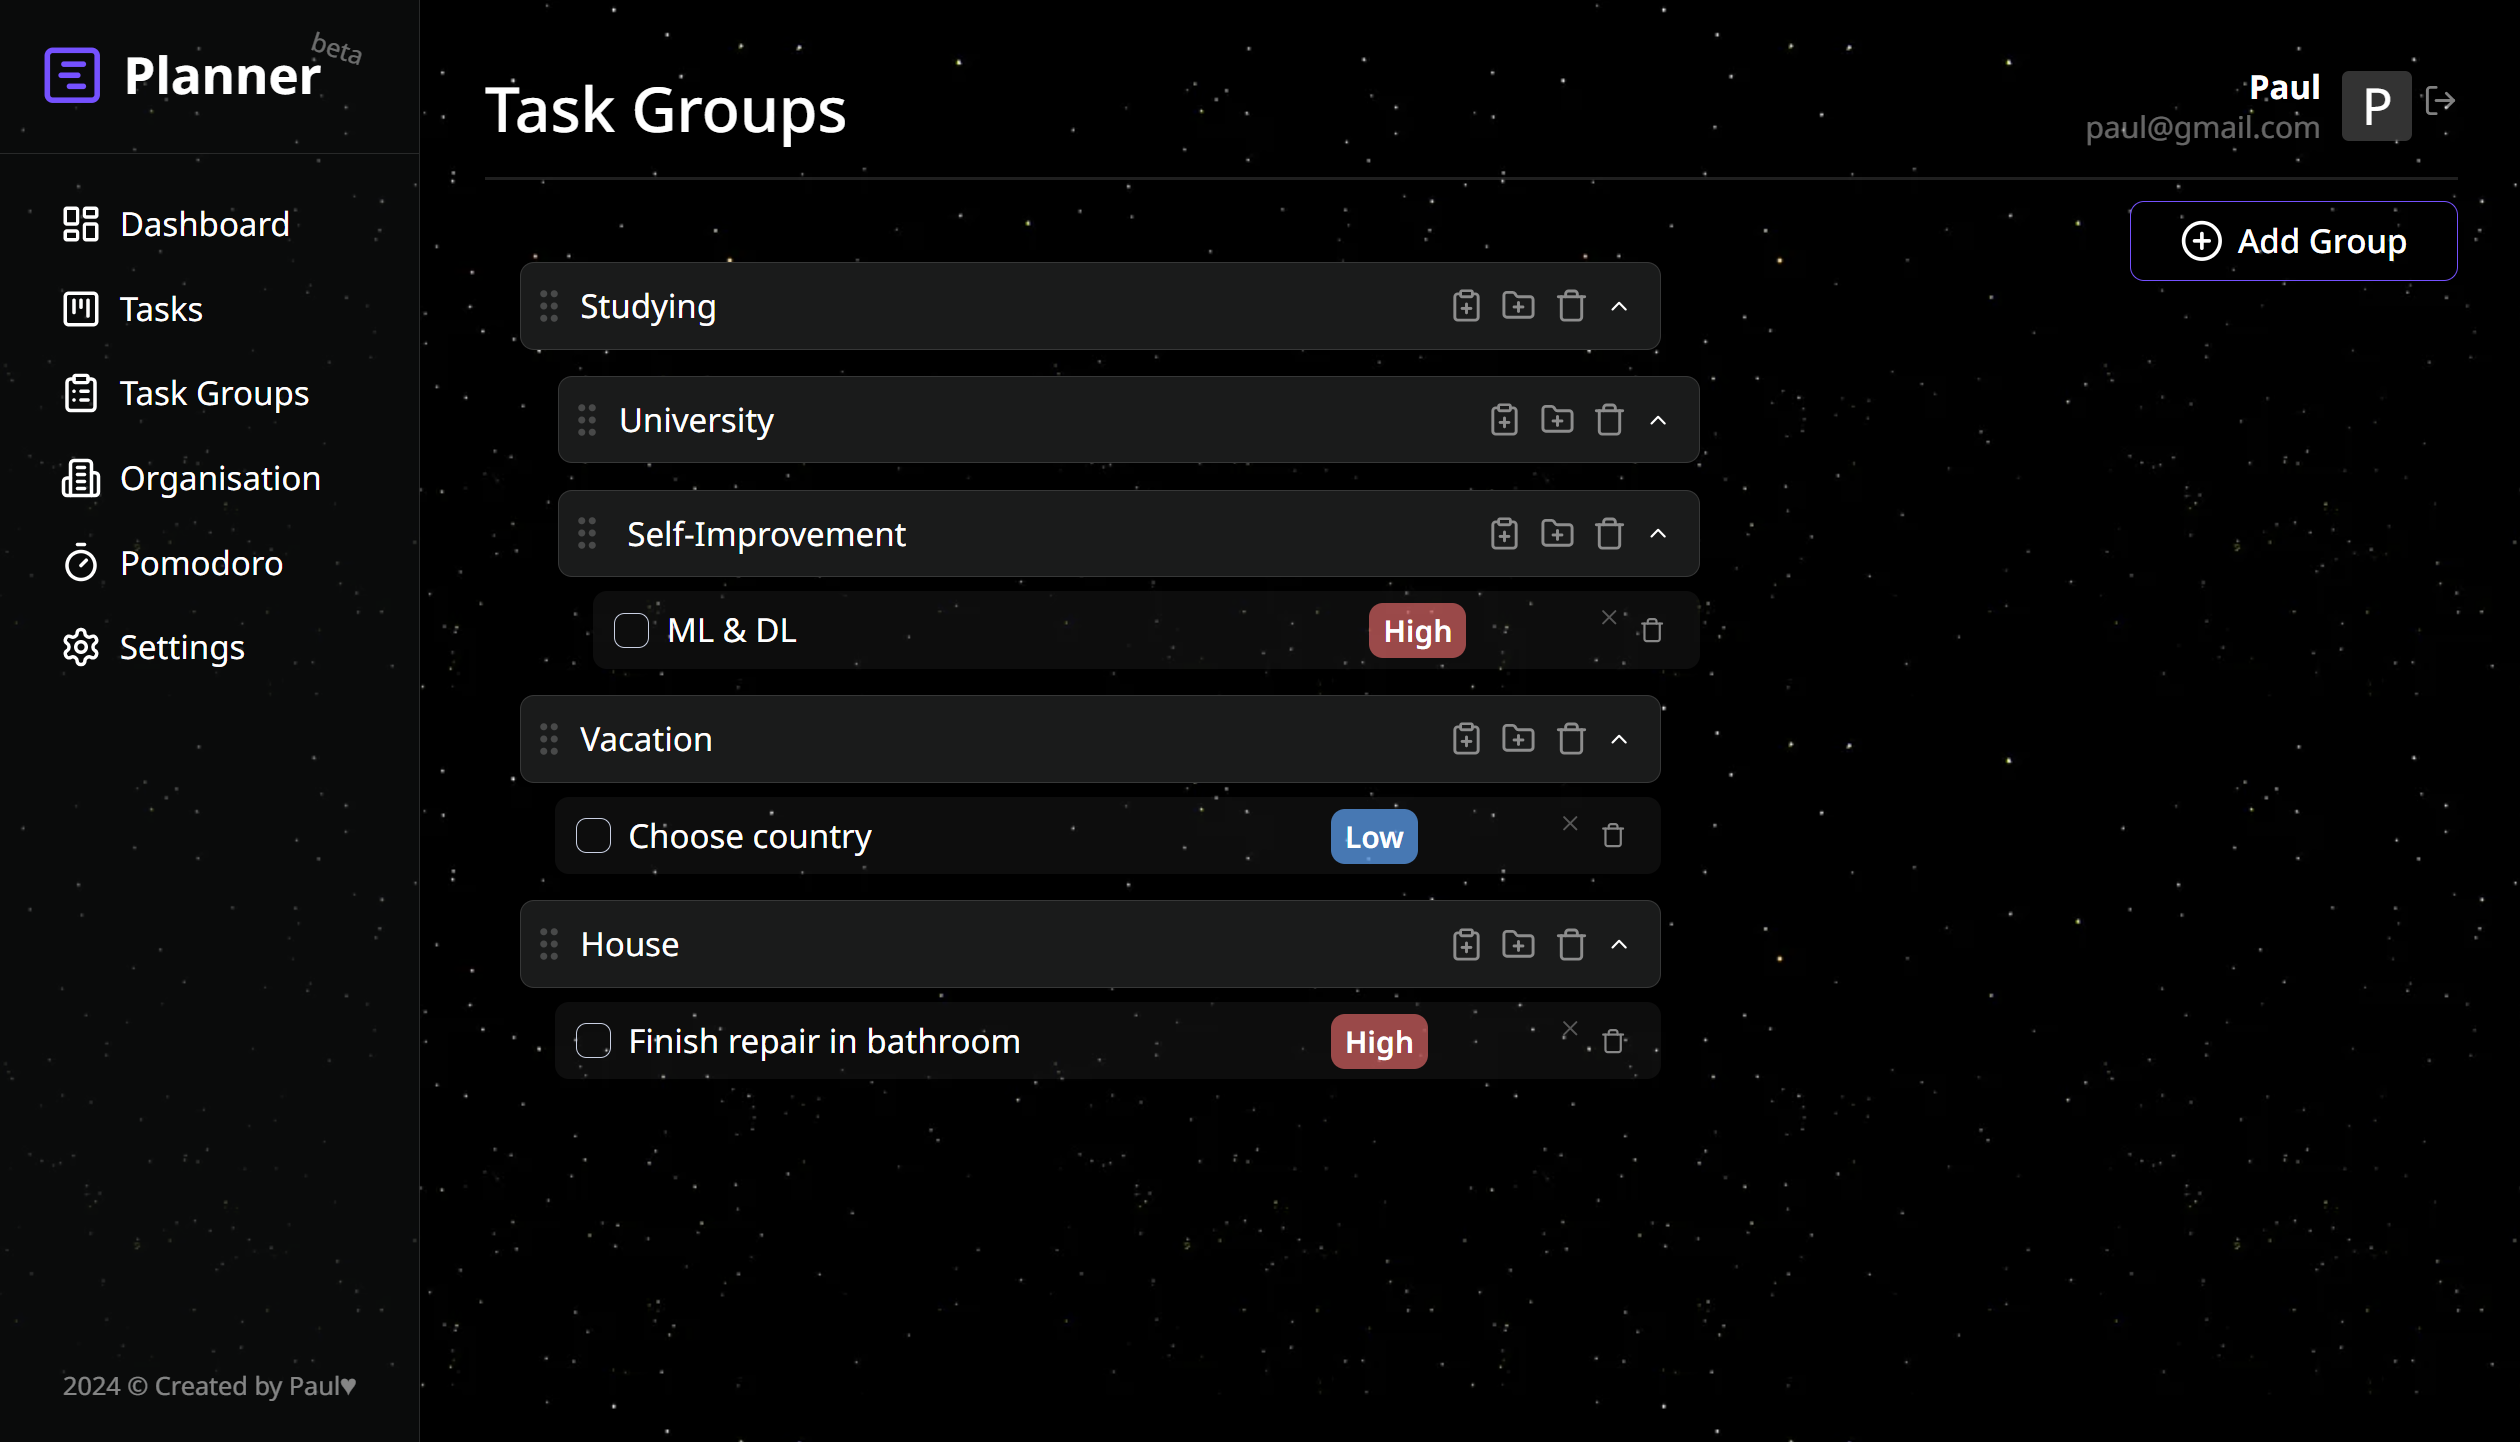 Planner
beta
Dashboard
Tasks
Task Groups
Organisation
Pomodoro
Settings
2024 © Created by Paul♥
Task Groups
Paul
paul@gmail.com
P
Add Group
Studying
University
Self-Improvement
ML & DL
High
Vacation
Choose country
Low
House
Finish repair in bathroom
High